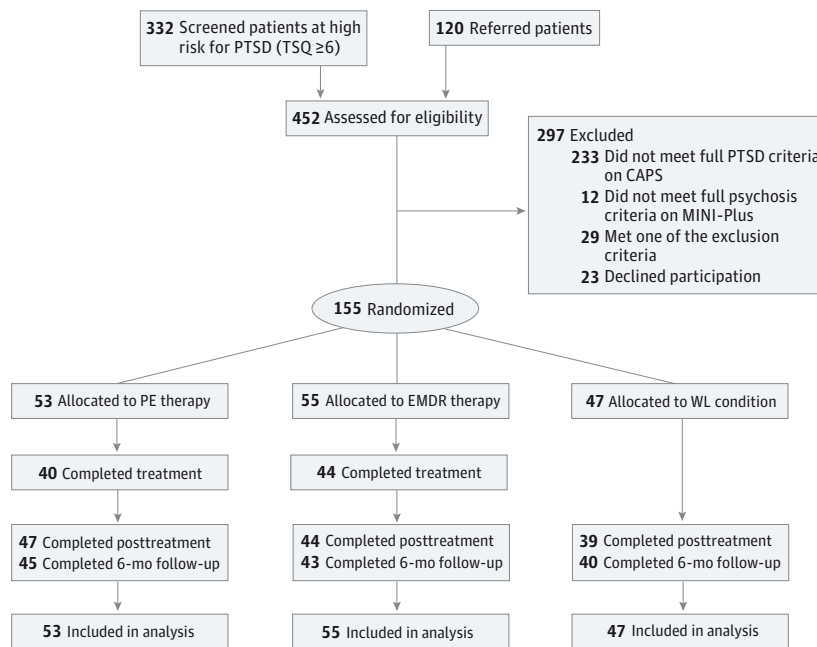 332 Screened patients at high
risk for PTSD (TSQ ≥6)
120 Referred patients
452 Assessed for eligibility
297 Excluded
233 Did not meet full PTSD criteria
on CAPS
12 Did not meet full psychosis
criteria on MINI-Plus
29 Met one of the exclusion
criteria
23 Declined participation
155 Randomized
53 Allocated to PE therapy
55 Allocated to EMDR therapy
47 Allocated to WL condition
40 Completed treatment
44 Completed treatment
47 Completed posttreatment
45 Completed 6-mo follow-up
44 Completed posttreatment
43 Completed 6-mo follow-up
39 Completed posttreatment
40 Completed 6-mo follow-up
53 Included in analysis
55 Included in analysis
47 Included in analysis